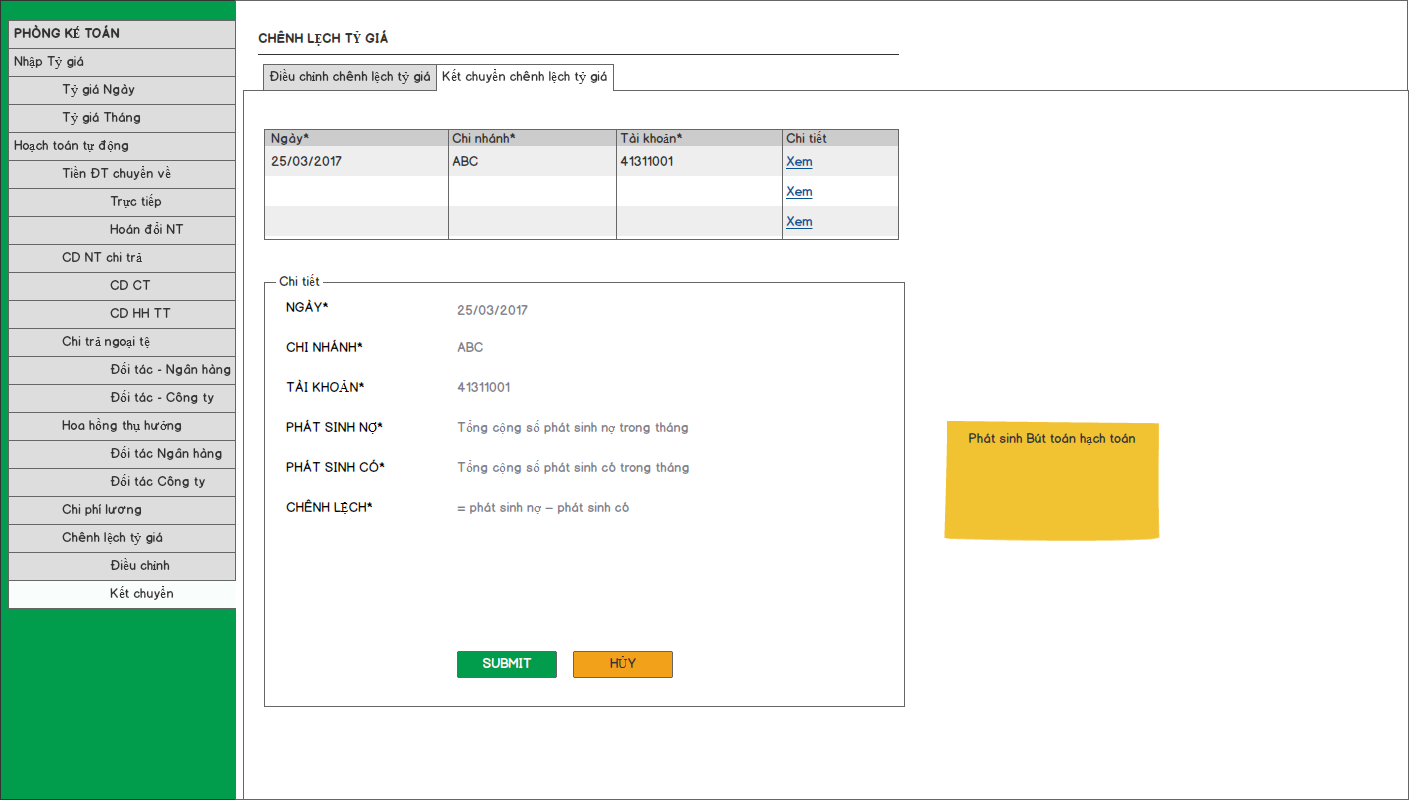 PHÒNG KẾ TOÁN
Nhập Tỷ giá
Tỷ giá Ngày
Tỷ giá Tháng
Hoạch toán tự động
Tiền ĐT chuyển về
Trực tiếp
Hoán đổi NT
CD NT chi trả
CD CT
CD HH TT
Chi trả ngoại tệ
Đối tác - Ngân hàng
Đối tác - Công ty
Hoa hồng thụ hưởng
Đối tác Ngân hàng
Đối tác Công ty
Chi phí lương
Chênh lệch tỷ giá
Điều chỉnh
Kết chuyển
CHÊNH LỆCH TỶ GIÁ
Điều chỉnh chênh lệch tỷ giá Kết chuyển chênh lệch tỷ giá
Ngày* Chi nhánh* Tài khoản* Chi tiết
25/03/2017 ABC 41311001 Xem
Xem
Xem
Chi tiết
NGÀY* 25/03/2017
CHI NHÁNH* ABC
TÀI KHOẢN* 41311001
PHÁT SINH NỢ* Tổng cộng số phát sinh nợ trong tháng
PHÁT SINH CÓ* Tổng cộng số phát sinh có trong tháng
CHÊNH LỆCH* = phát sinh nợ – phát sinh có
SUBMIT HỦY
Phát sinh Bút toán hạch toán